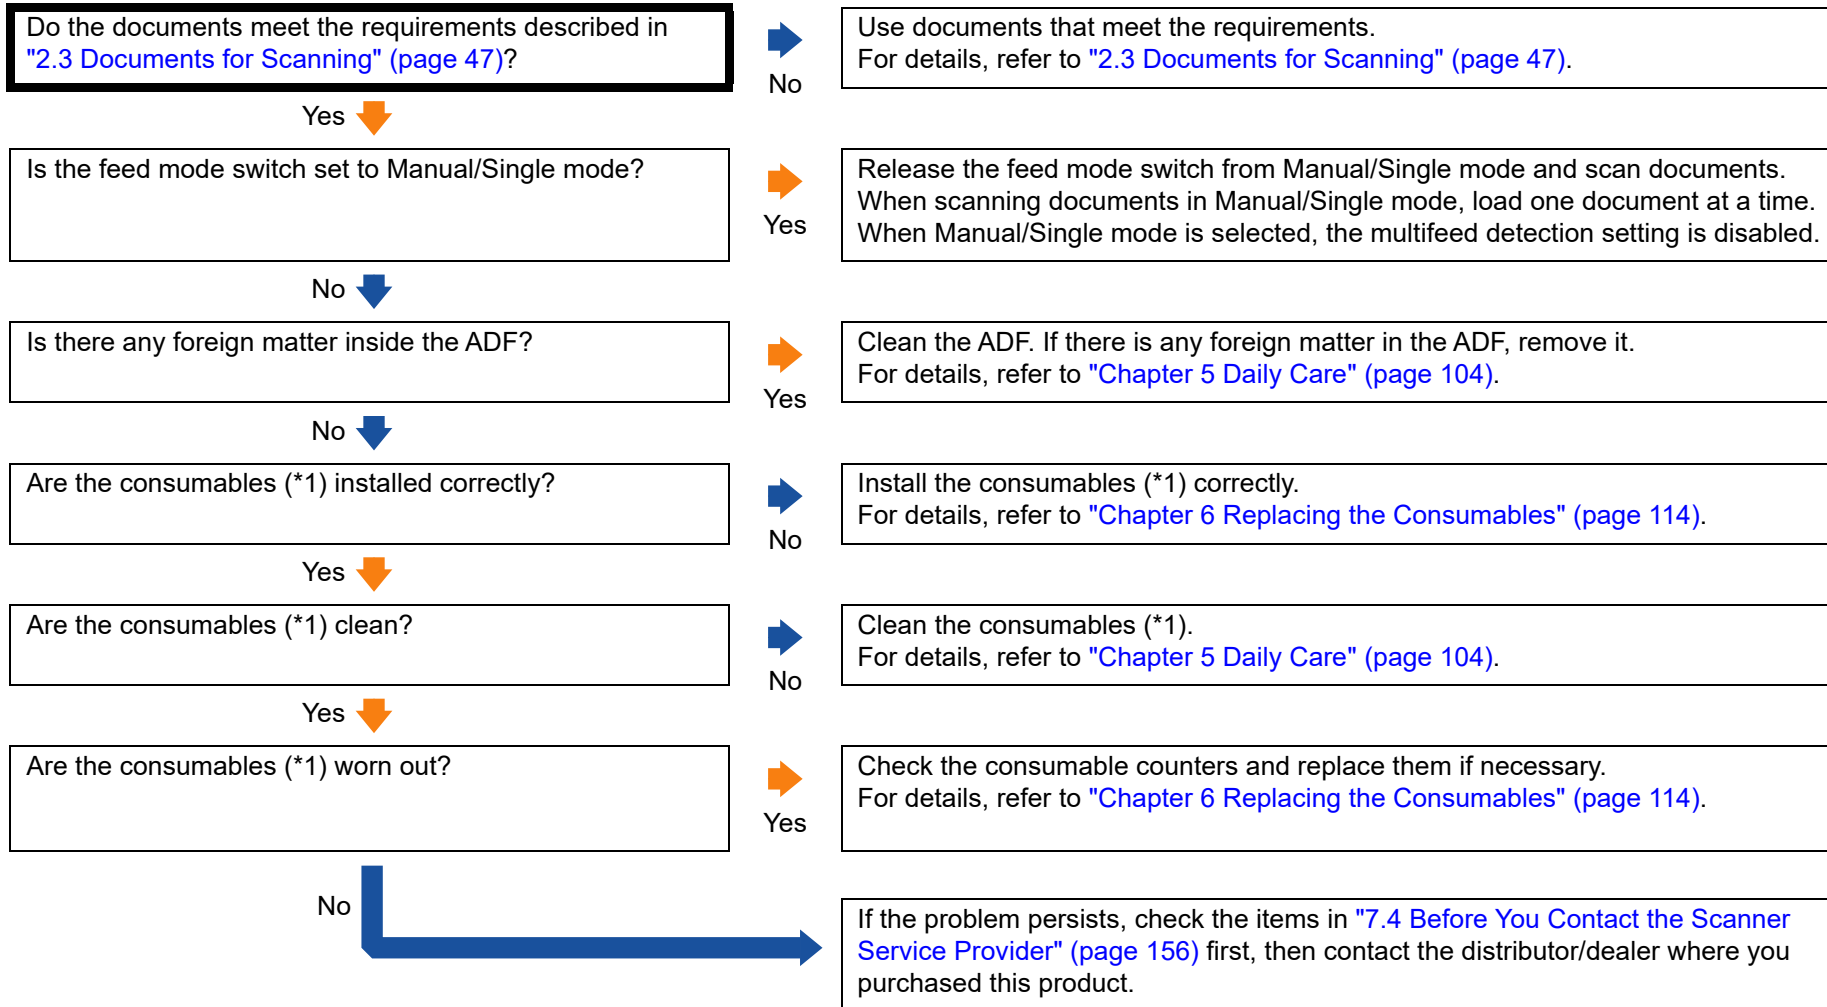 Do the documents meet the requirements described in
"2.3 Documents for Scanning" (page 47)?
No
Use documents that meet the requirements.
For details, refer to "2.3 Documents for Scanning" (page 47).
Yes
Is the feed mode switch set to Manual/Single mode?
Yes
Release the feed mode switch from Manual/Single mode and scan documents.
When scanning documents in Manual/Single mode, load one document at a time.
When Manual/Single mode is selected, the multifeed detection setting is disabled.
No
Is there any foreign matter inside the ADF?
Yes
Clean the ADF. If there is any foreign matter in the ADF, remove it.
For details, refer to "Chapter 5 Daily Care" (page 104).
No
Are the consumables (*1) installed correctly?
No
Install the consumables (*1) correctly.
For details, refer to "Chapter 6 Replacing the Consumables" (page 114).
Yes
Are the consumables (*1) clean?
No
Clean the consumables (*1).
For details, refer to "Chapter 5 Daily Care" (page 104).
Yes
Are the consumables (*1) worn out?
Yes
Check the consumable counters and replace them if necessary.
For details, refer to "Chapter 6 Replacing the Consumables" (page 114).
No
If the problem persists, check the items in "7.4 Before You Contact the Scanner
Service Provider" (page 156) first, then contact the distributor/dealer where you
purchased this product.